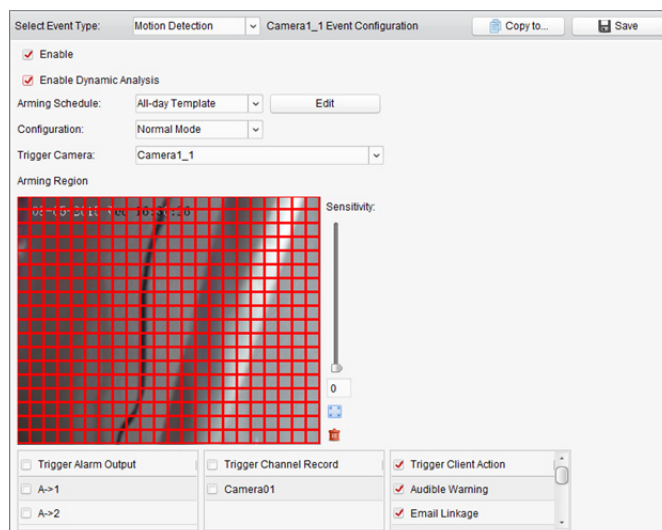 Select Event Type: Motion Detection Camera1_1 Event Configuration Copy to... Save
Enable
Enable Dynamic Analysis
Arming Schedule: All-day Template Edit
Configuration: Normal Mode
Trigger Camera: Camera1_1
Arming Region
Sensitivity:
0
Trigger Alarm Output Trigger Channel Record Trigger Client Action
A->1 Camera01 Audible Warning
A->2 Email Linkage